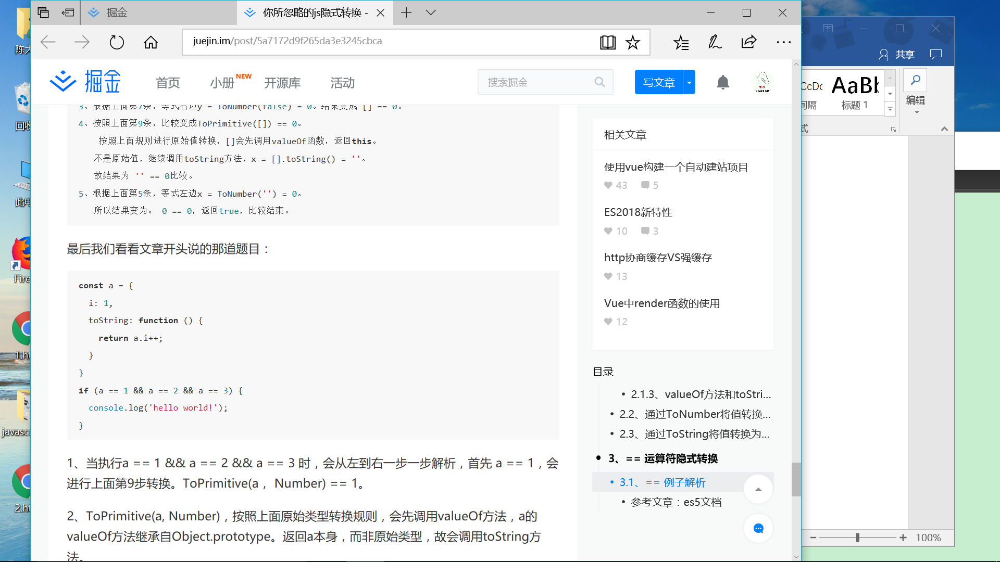 掘金
你所忽略的js隐式转换 -
juejin.im/post/5a7172d9f265da3e3245cbca
掘金
首页
小册
NEW
开源库
活动
搜索掘金
写文章
3、根据上面第7条，等式右边y = ToNumber(false) = 0。结果变成 [] == 0。
4、按照上面第9条，比较变成ToPrimitive([]) == 0。
按照上面规则进行原始值转换，[]会先调用valueOf函数，返回this。
不是原始值，继续调用toString方法，x = [].toString() = ''。
故结果为 '' == 0比较。
5、根据上面第5条，等式左边x = ToNumber('') = 0。
所以结果变为： 0 == 0，返回true，比较结束。
最后我们看看文章开头说的那道题目：
const a = {
i: 1,
toString: function () {
return a.i++;
}
}
if (a == 1 && a == 2 && a == 3) {
console.log('hello world!');
}
1、当执行a == 1 && a == 2 && a == 3 时，会从左到右一步一步解析，首先 a == 1，会
进行上面第9步转换。ToPrimitive(a， Number) == 1。
2、ToPrimitive(a, Number)，按照上面原始类型转换规则，会先调用valueOf方法，a的
valueOf方法继承自Object.prototype。返回a本身，而非原始类型，故会调用toString方
法。
相关文章
使用vue构建一个自动建站项目
43 5
ES2018新特性
10 3
http协商缓存VS强缓存
13
Vue中render函数的使用
12
目录
• 2.1.3、valueOf方法和toStri...
• 2.2、通过ToNumber将值转换...
• 2.3、通过ToString将值转换为...
• 3、== 运算符隐式转换
• 3.1、== 例子解析
• 参考文章：es5文档
共享
CcDc
AaBb
间隔
标题 1
编辑
式
100%
陈大
回收
此电
Fire
1.ht
javasc
2.ht